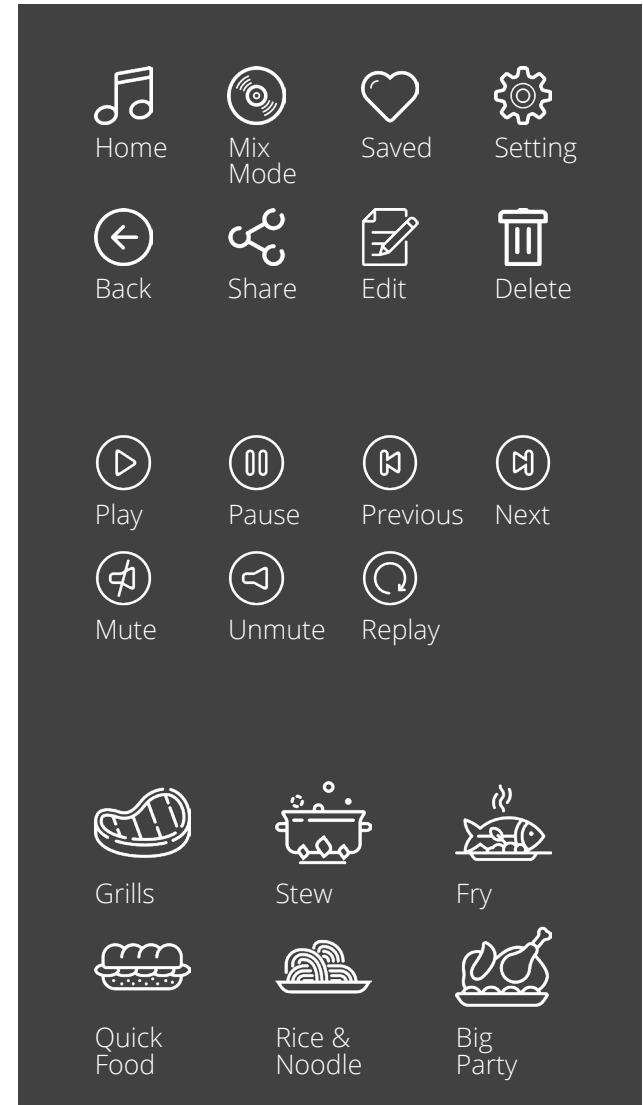 Home
Mix
Mode
Saved
Setting
Back
Share
Edit
Delete
Play
Pause
Previous
Next
Mute
Unmute
Replay
Grills
Stew
Fry
Quick
Food
Rice &
Noodle
Big
Party